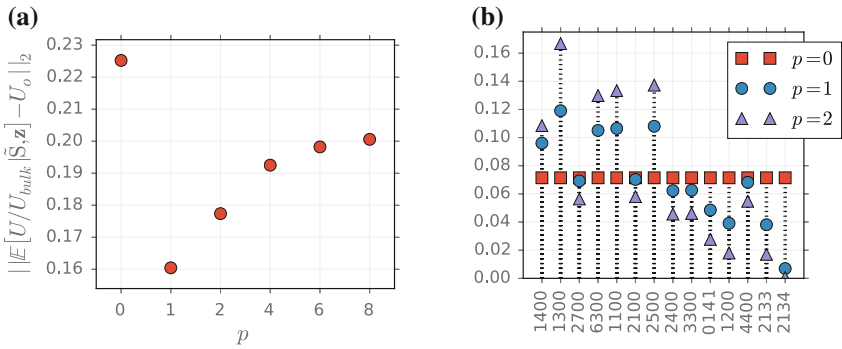 (a)
0.23
0.22
0.21
0.20
0.19
0.18
0.17
0.16
||𝔼[U/U_bulk|S̃,z]−U_o||_2
0 1 2 4 6 8
p
(b)
0.16
0.14
0.12
0.10
0.08
0.06
0.04
0.02
0.00
p=0
p=1
p=2
1400 1300 2700 6300 1100 2100 2500 2400 3300 0141 1200 4400 2133 2134